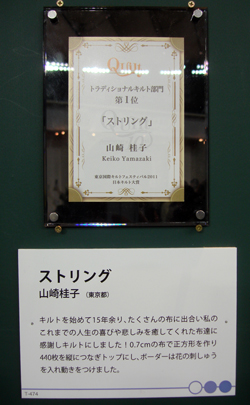 Quilt
トラディショナルキルト部門
第1位
「ストリング」
山崎 桂子
Keiko Yamazaki
東京国際キルトフェスティバル2011
日本キルト大賞
ストリング
山崎桂子（東京都）
キルトを始めて15年余り、たくさんの布に出合い私の
これまでの人生の喜びや悲しみを癒してくれた布達に
感謝しキルトにしました！0.7cmの布で正方形を作り
440枚を縦につなぎトップにし、ボーダーは花の刺しゅう
を入れ動きをつけました。
T-474